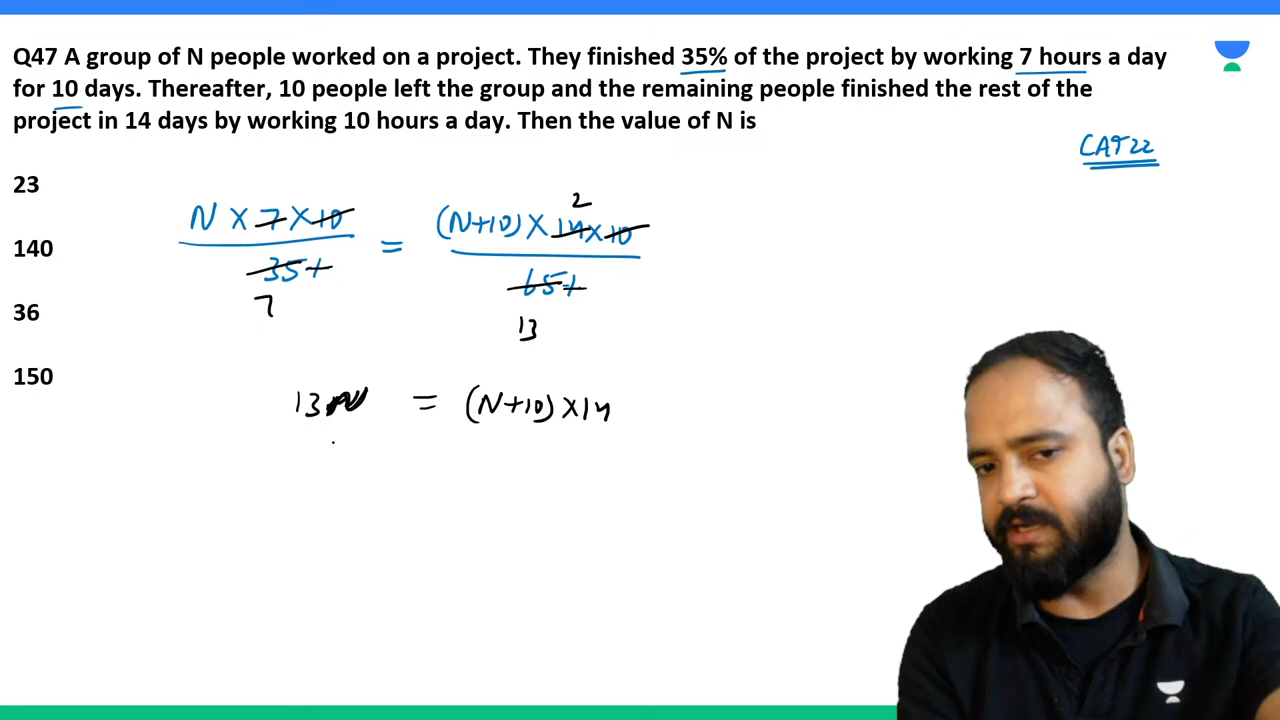 Q47 A group of N people worked on a project. They finished 35% of the project by working 7 hours a day
for 10 days. Thereafter, 10 people left the group and the remaining people finished the rest of the
project in 14 days by working 10 hours a day. Then the value of N is
CAT22
23
140
36
150
N × 7 × 10 = (N+10) × 14 × 10
2
35% 65%
7 13
13N = (N+10) × 14